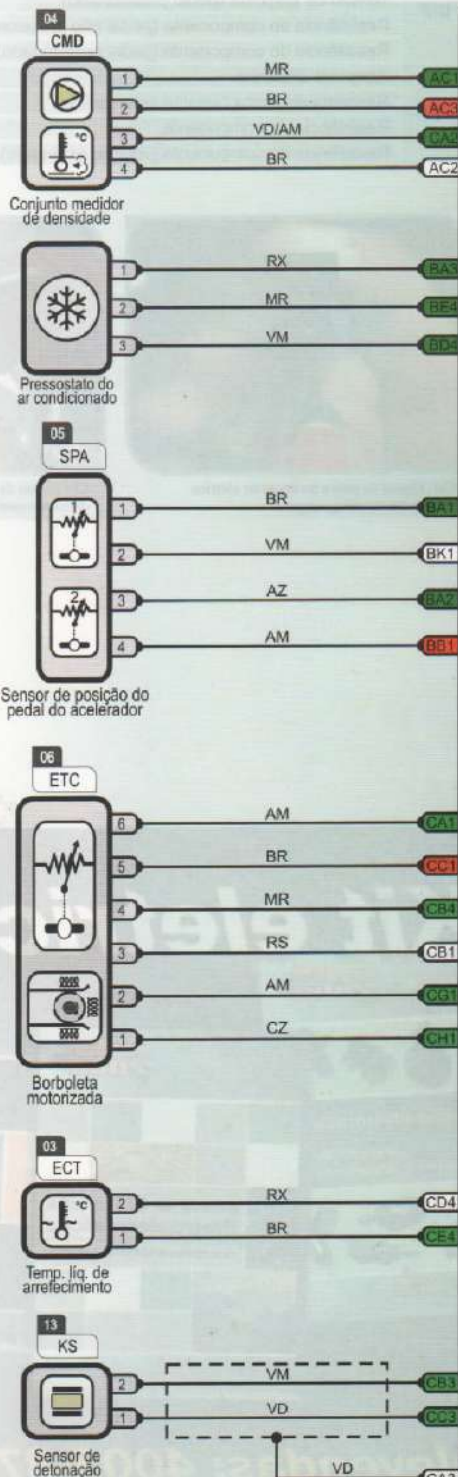 04
CMD
1 MR AC1
2 BR AC3
3 VD/AM CA2
°C
4 BR AC2
Conjunto medidor
de densidade
1 RX BA3
2 MR BE4
3 VM BD4
Pressostato do
ar condicionado
05
SPA
1
1 BR BA1
2 VM BK1
2
3 AZ BA2
4 AM BB1
Sensor de posição do
pedal do acelerador
06
ETC
6 AM CA1
5 BR CC1
4 MR CB4
3 RS CB1
2 AM CG1
1 CZ CH1
Borboleta
motorizada
03
ECT
°C
2 RX CD4
1 BR CE4
Temp. líq. de
arrefecimento
13
KS
2 VM CB3
1 VD CC3
Sensor de
detonação
VD